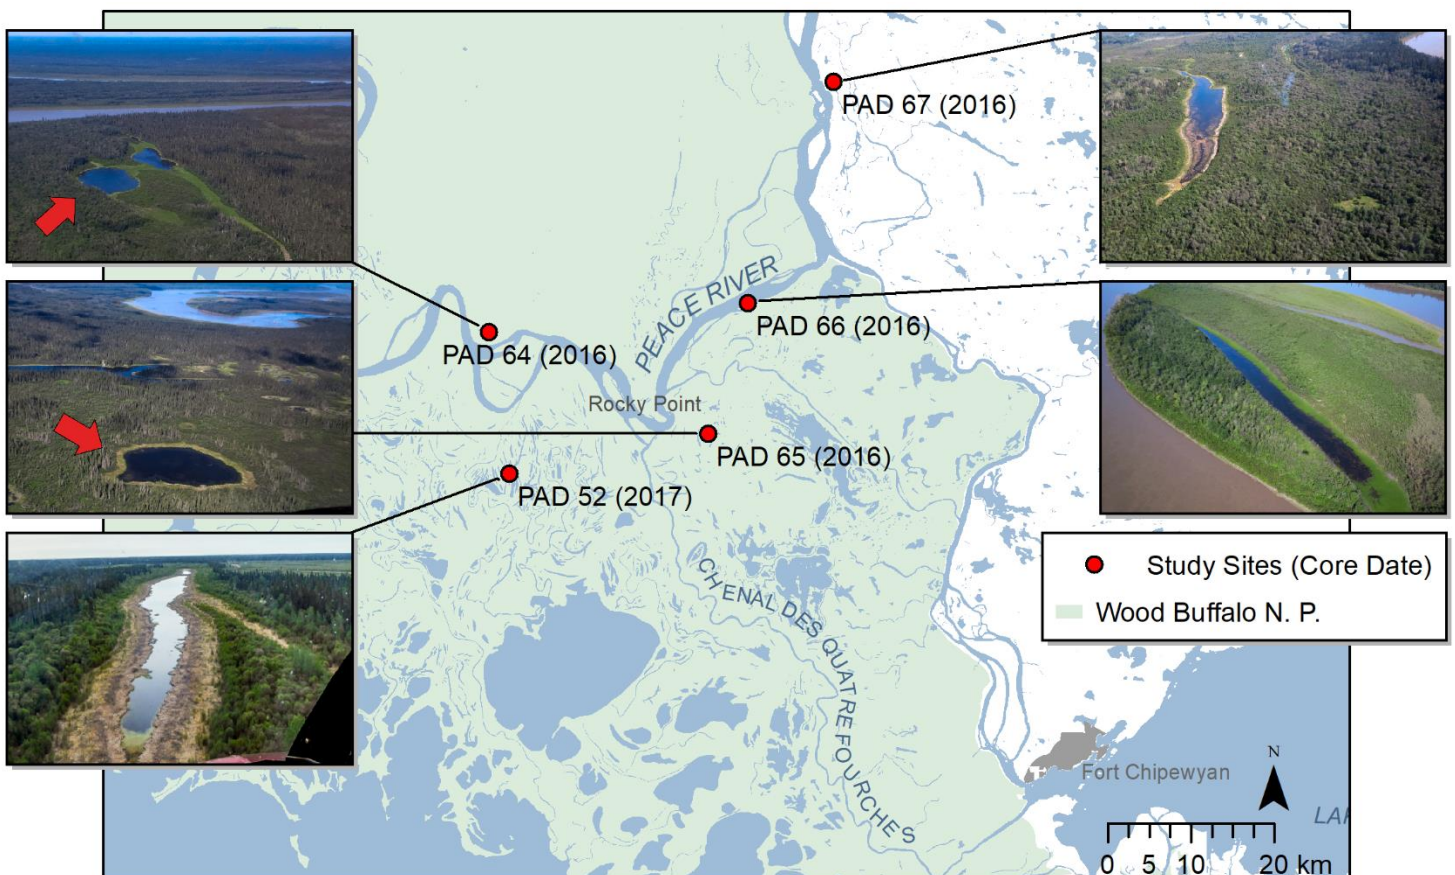 PAD 67 (2016)
PEACE RIVER
PAD 66 (2016)
PAD 64 (2016)
Rocky Point
PAD 65 (2016)
PAD 52 (2017)
CHENAL DES QUATRE FOURCHES
Study Sites (Core Date)
Wood Buffalo N. P.
Fort Chipewyan
N
LA
0 5 10 20 km